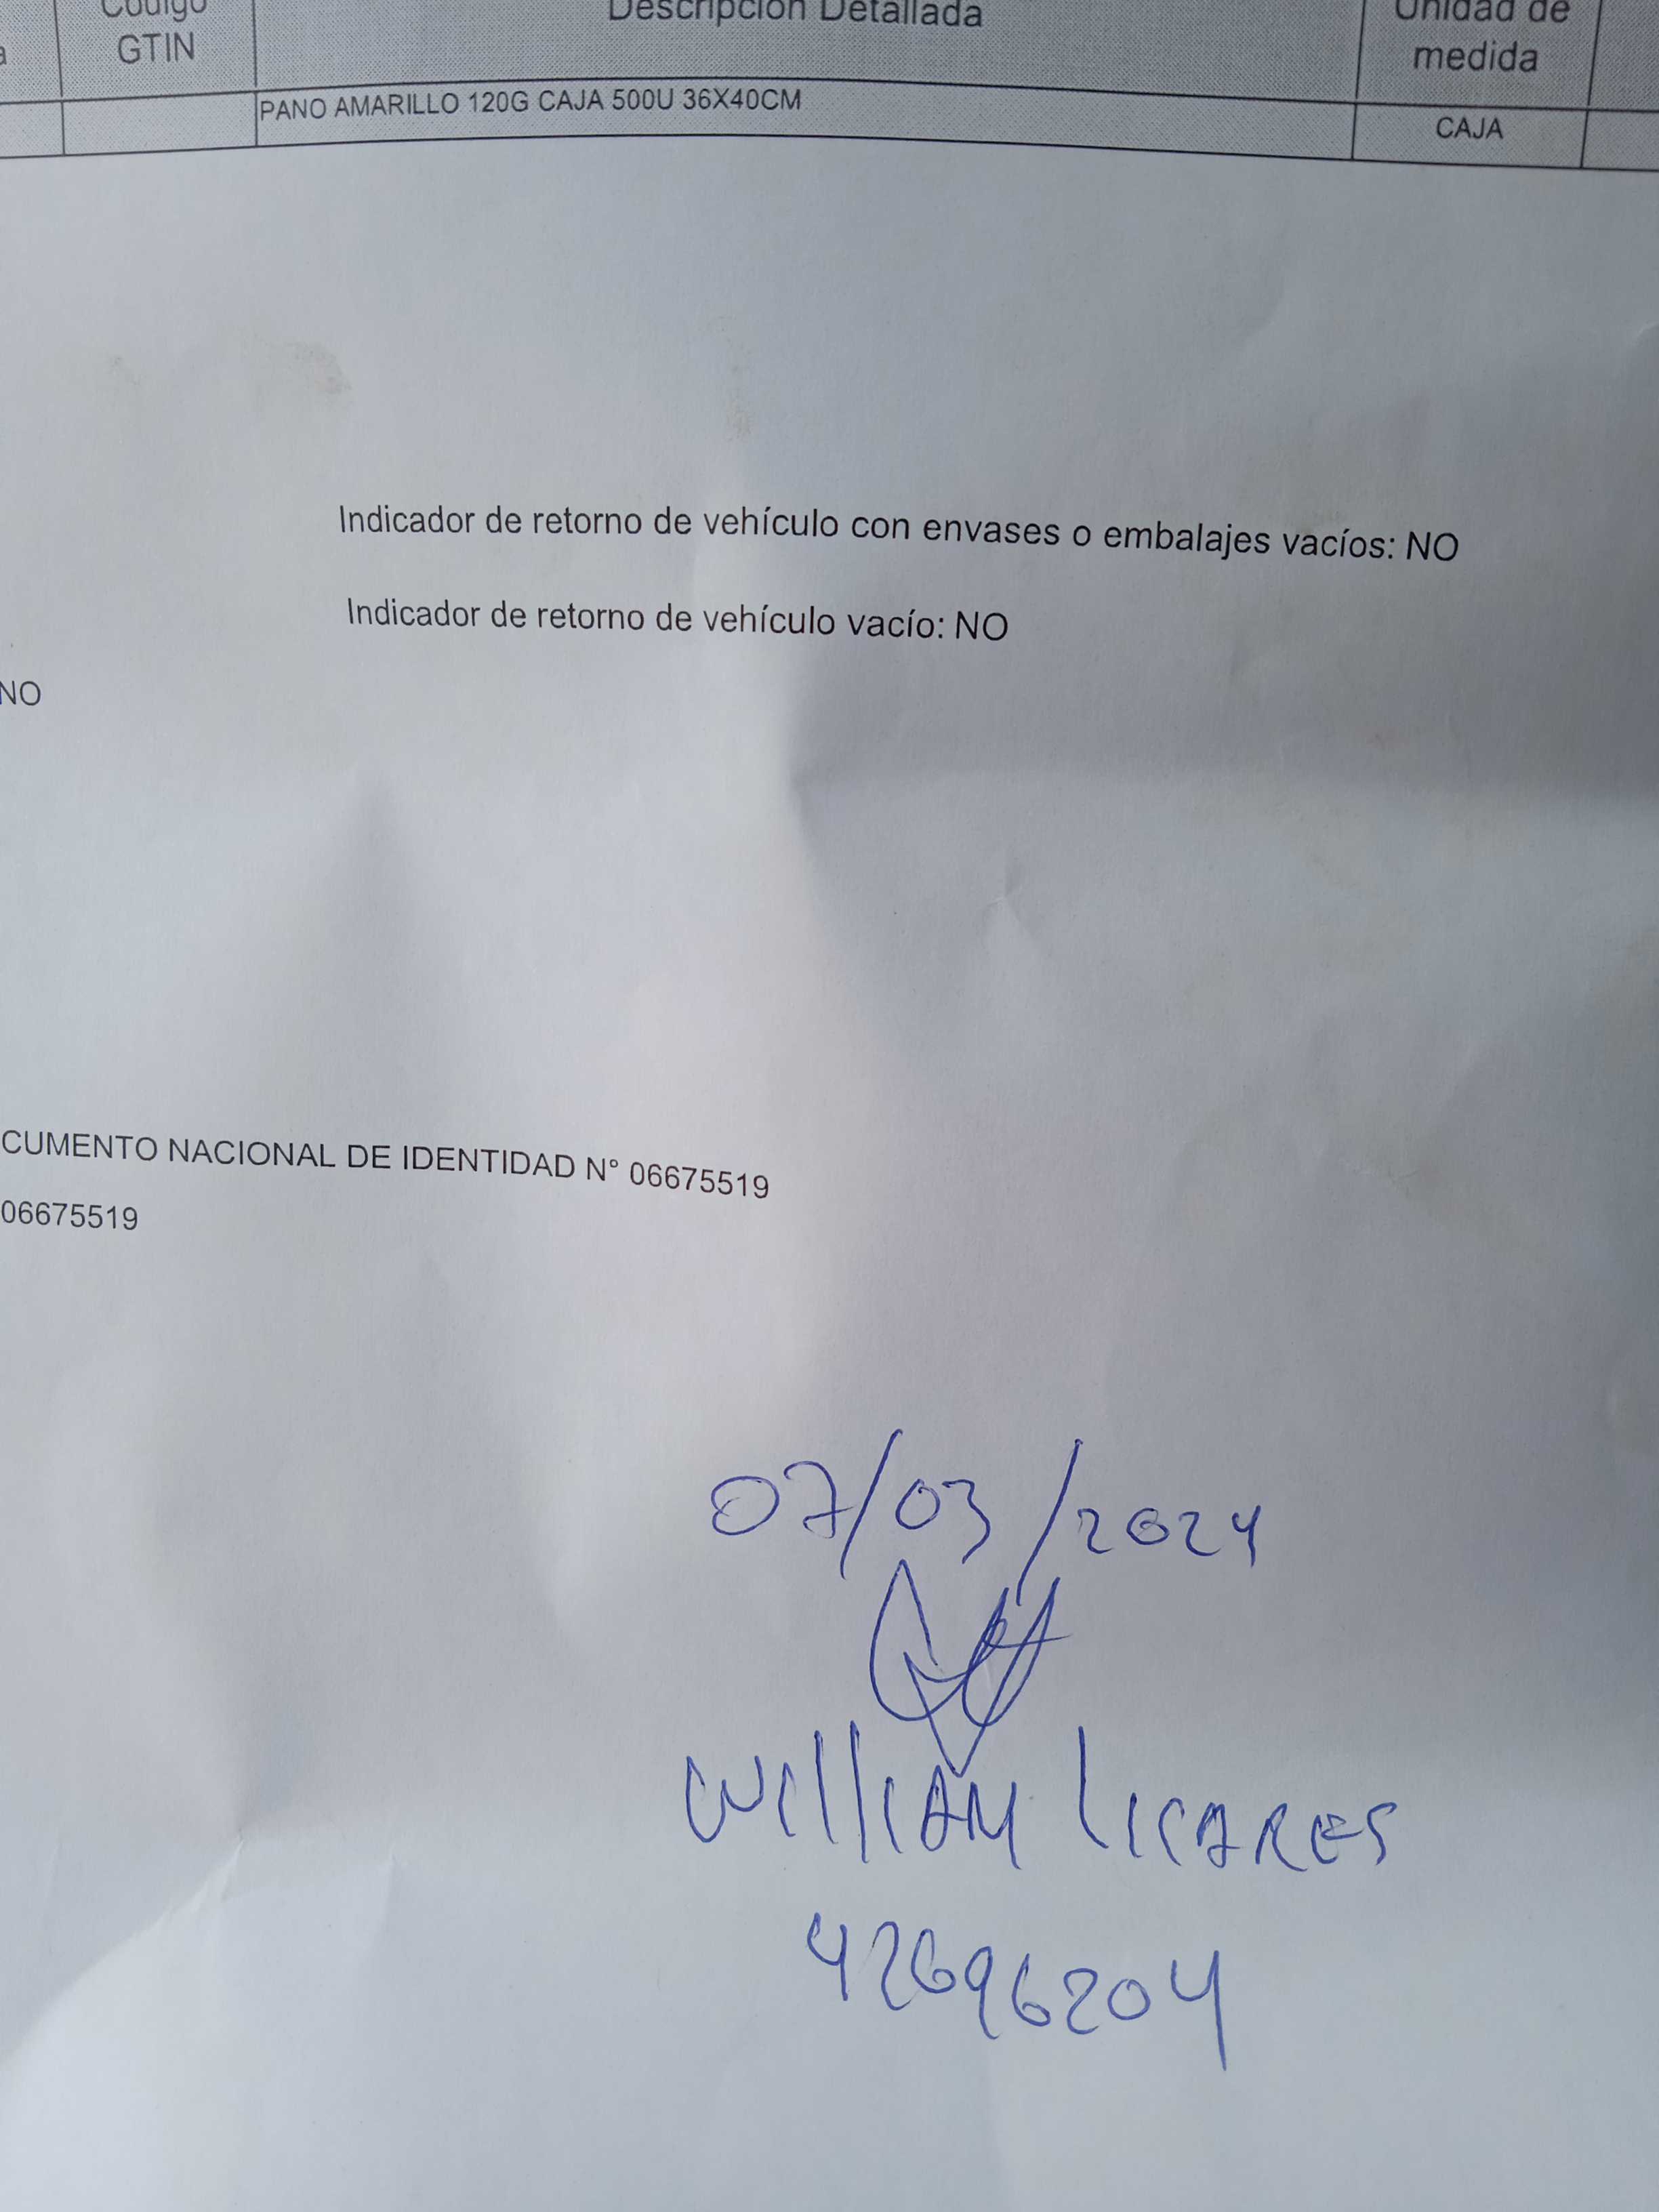 Código
GTIN
Descripción Detallada
Unidad de
medida
PANO AMARILLO 120G CAJA 500U 36X40CM
CAJA
Indicador de retorno de vehículo con envases o embalajes vacíos: NO
Indicador de retorno de vehículo vacío: NO
NO
CUMENTO NACIONAL DE IDENTIDAD N° 06675519
06675519
07/03/2024
WILLIAM LICARES
42696204